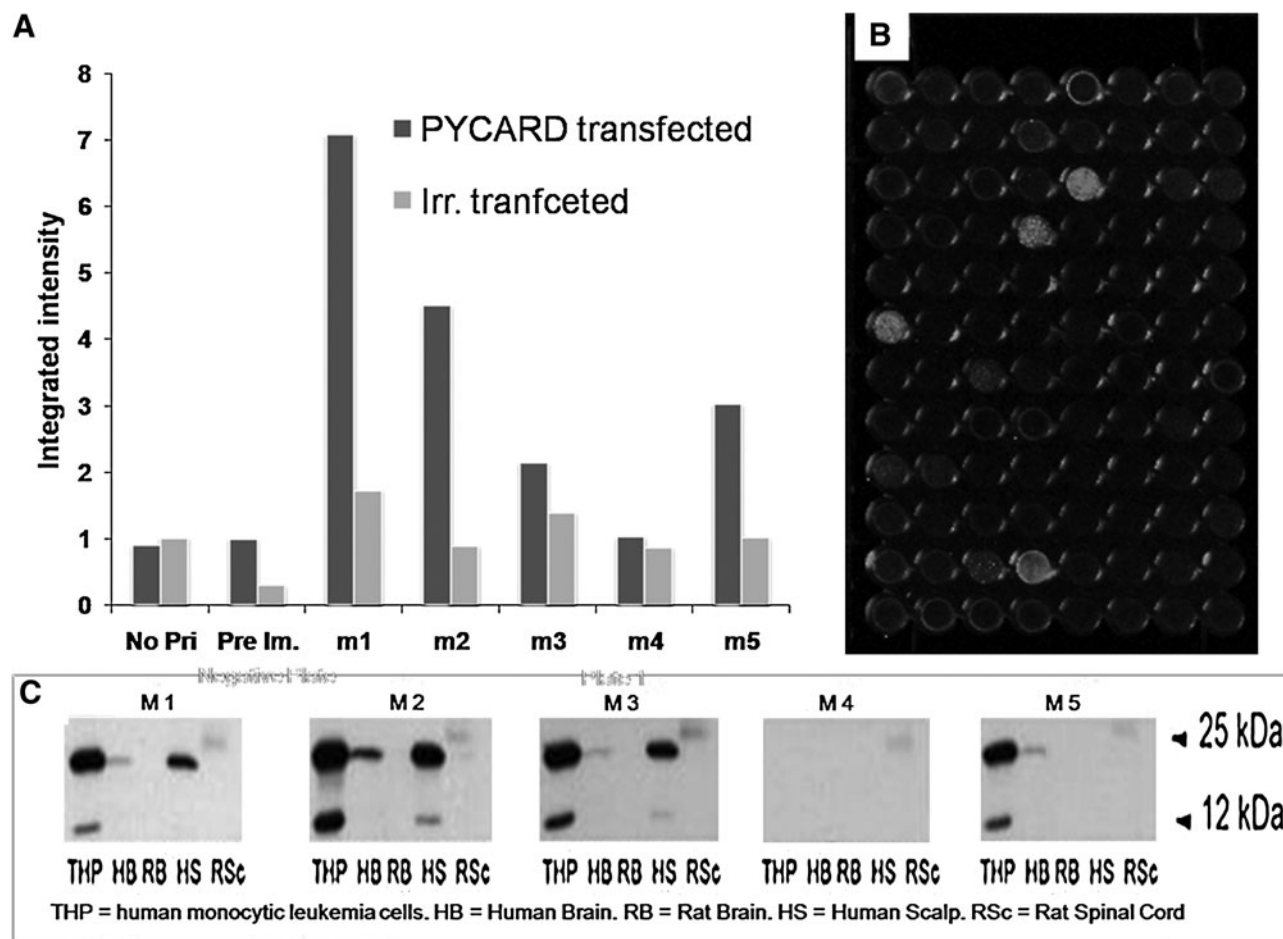 A
B
8
7
6
5
4
3
2
1
0
Integrated intensity
PYCARD transfected
Irr. tranfceted
No Pri
Pre Im.
m1
m2
m3
m4
m5
C
M1
M2
M3
M4
M5
25 kDa
12 kDa
THP HB RB HS RSc
THP HB RB HS RSc
THP HB RB HS RSc
THP HB RB HS RSc
THP HB RB HS RSc
THP = human monocytic leukemia cells. HB = Human Brain. RB = Rat Brain. HS = Human Scalp. RSc = Rat Spinal Cord